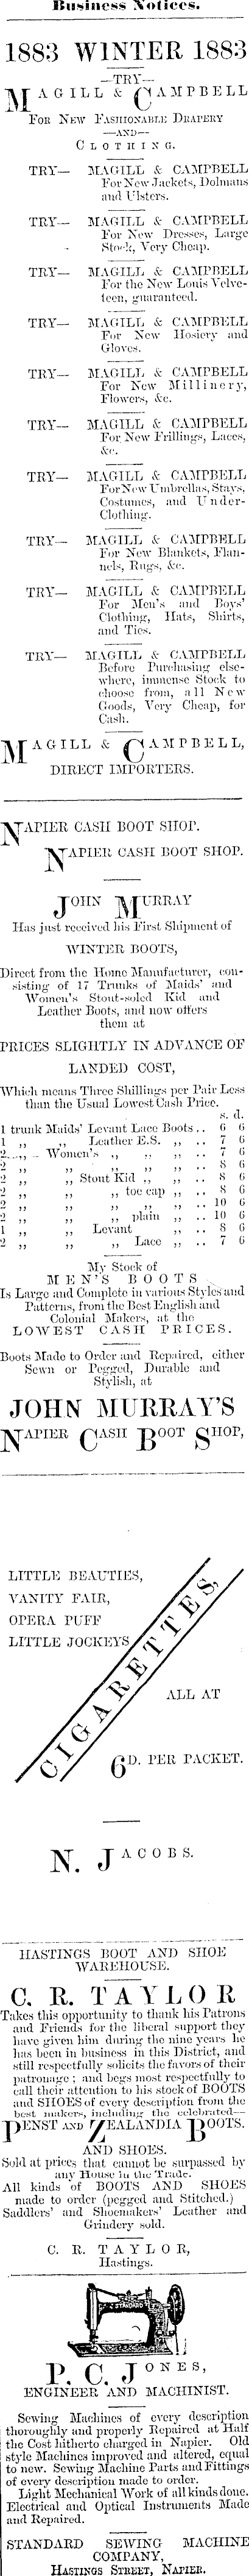 Business Notices.
1883 WINTER 1883
—TRY—
MAGILL & CAMPBELL
FOR NEW FASHIONABLE DRAPERY
—AND—
CLOTHING.
TRY— MAGILL & CAMPBELL
For New Jackets, Dolmans
and Ulsters.
TRY— MAGILL & CAMPBELL
For New Dresses, Large
Stock, Very Cheap.
TRY— MAGILL & CAMPBELL
For the New Louis Velve-
teen, guaranteed.
TRY— MAGILL & CAMPBELL
For New Hosiery and
Gloves.
TRY— MAGILL & CAMPBELL
For New Millinery,
Flowers, &c.
TRY— MAGILL & CAMPBELL
For New Frillings, Laces,
&c.
TRY— MAGILL & CAMPBELL
For New Umbrellas, Stays,
Costumes, and Under-
Clothing.
TRY— MAGILL & CAMPBELL
For New Blankets, Flan-
nels, Rugs, &c.
TRY— MAGILL & CAMPBELL
For Men's and Boys'
Clothing, Hats, Shirts,
and Ties.
TRY— MAGILL & CAMPBELL
Before Purchasing else-
where, immense Stock to
choose from, all New
Goods, Very Cheap, for
Cash.
MAGILL & CAMPBELL,
DIRECT IMPORTERS.
NAPIER CASH BOOT SHOP.
NAPIER CASH BOOT SHOP.
JOHN MURRAY
Has just received his First Shipment of
WINTER BOOTS,
Direct from the Home Manufacturer, con-
sisting of 17 Trunks of Maids' and
Women's Stout-soled Kid and
Leather Boots, and now offers
them at
PRICES SLIGHTLY IN ADVANCE OF
LANDED COST,
Which means Three Shillings per Pair Less
than the Usual Lowest Cash Price.
s. d.
1 trunk Maids' Levant Lace Boots .. 6 6
1 ,, ,, Leather E.S. ,, .. 7 6
2 ,, Women's ,, ,, ,, .. 7 6
2 ,, ,, ,, ,, ,, .. 8 6
2 ,, ,, Stout Kid ,, ,, .. 8 6
2 ,, ,, ,, toe cap ,, .. 8 6
2 ,, ,, ,, ,, ,, .. 10 6
2 ,, ,, ,, plain ,, .. 10 6
1 ,, ,, Levant ,, .. 8 6
2 ,, ,, ,, Lace ,, .. 7 6
My Stock of
MEN'S BOOTS
Is Large and Complete in various Styles and
Patterns, from the Best English and
Colonial Makers, at the
LOWEST CASH PRICES.
Boots Made to Order and Repaired, either
Sewn or Pegged, Durable and
Stylish, at
JOHN MURRAY'S
NAPIER CASH BOOT SHOP,
LITTLE BEAUTIES,
VANITY FAIR,
OPERA PUFF
LITTLE JOCKEYS
CIGARETTES,
ALL AT
6D. PER PACKET.
N. JACOBS.
HASTINGS BOOT AND SHOE
WAREHOUSE.
C. R. TAYLOR
Takes this opportunity to thank his Patrons
and Friends for the liberal support they
have given him during the nine years he
has been in business in this District, and
still respectfully solicits the favors of their
patronage ; and begs most respectfully to
call their attention to his stock of BOOTS
and SHOES of every description from the
best makers, including the celebrated—
PENST AND ZEALANDIA BOOTS.
AND SHOES.
Sold at prices that cannot be surpassed by
any House in the Trade.
All kinds of BOOTS AND SHOES
made to order (pegged and Stitched.)
Saddlers' and Shoemakers' Leather and
Grindery sold.
C. R. TAYLOR,
Hastings.
P. C. JONES,
ENGINEER AND MACHINIST.
Sewing Machines of every description
thoroughly and properly Repaired at Half
the Cost hitherto charged in Napier. Old
style Machines improved and altered, equal
to new. Sewing Machine Parts and Fittings
of every description made to order.
Light Mechanical Work of all kinds done.
Electrical and Optical Instruments Made
and Repaired.
STANDARD SEWING MACHINE
COMPANY,
HASTINGS STREET, NAPIER.